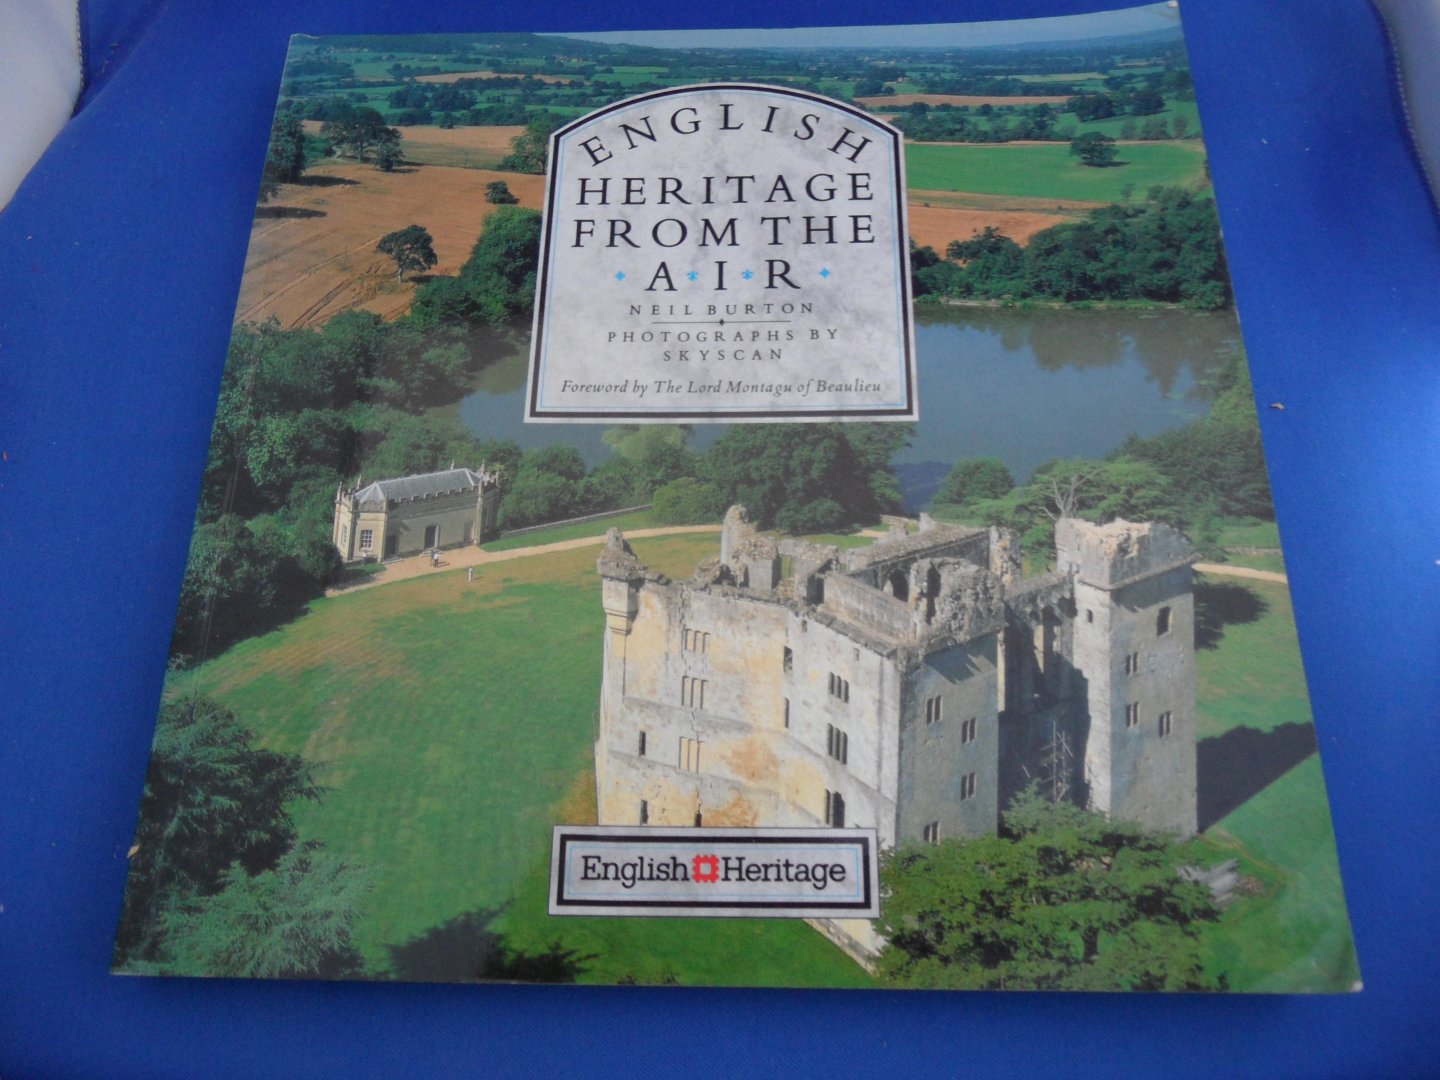 ENGLISH
HERITAGE
FROM THE
A·I·R
NEIL BURTON
PHOTOGRAPHS BY
SKYSCAN
Foreword by The Lord Montagu of Beaulieu
English Heritage